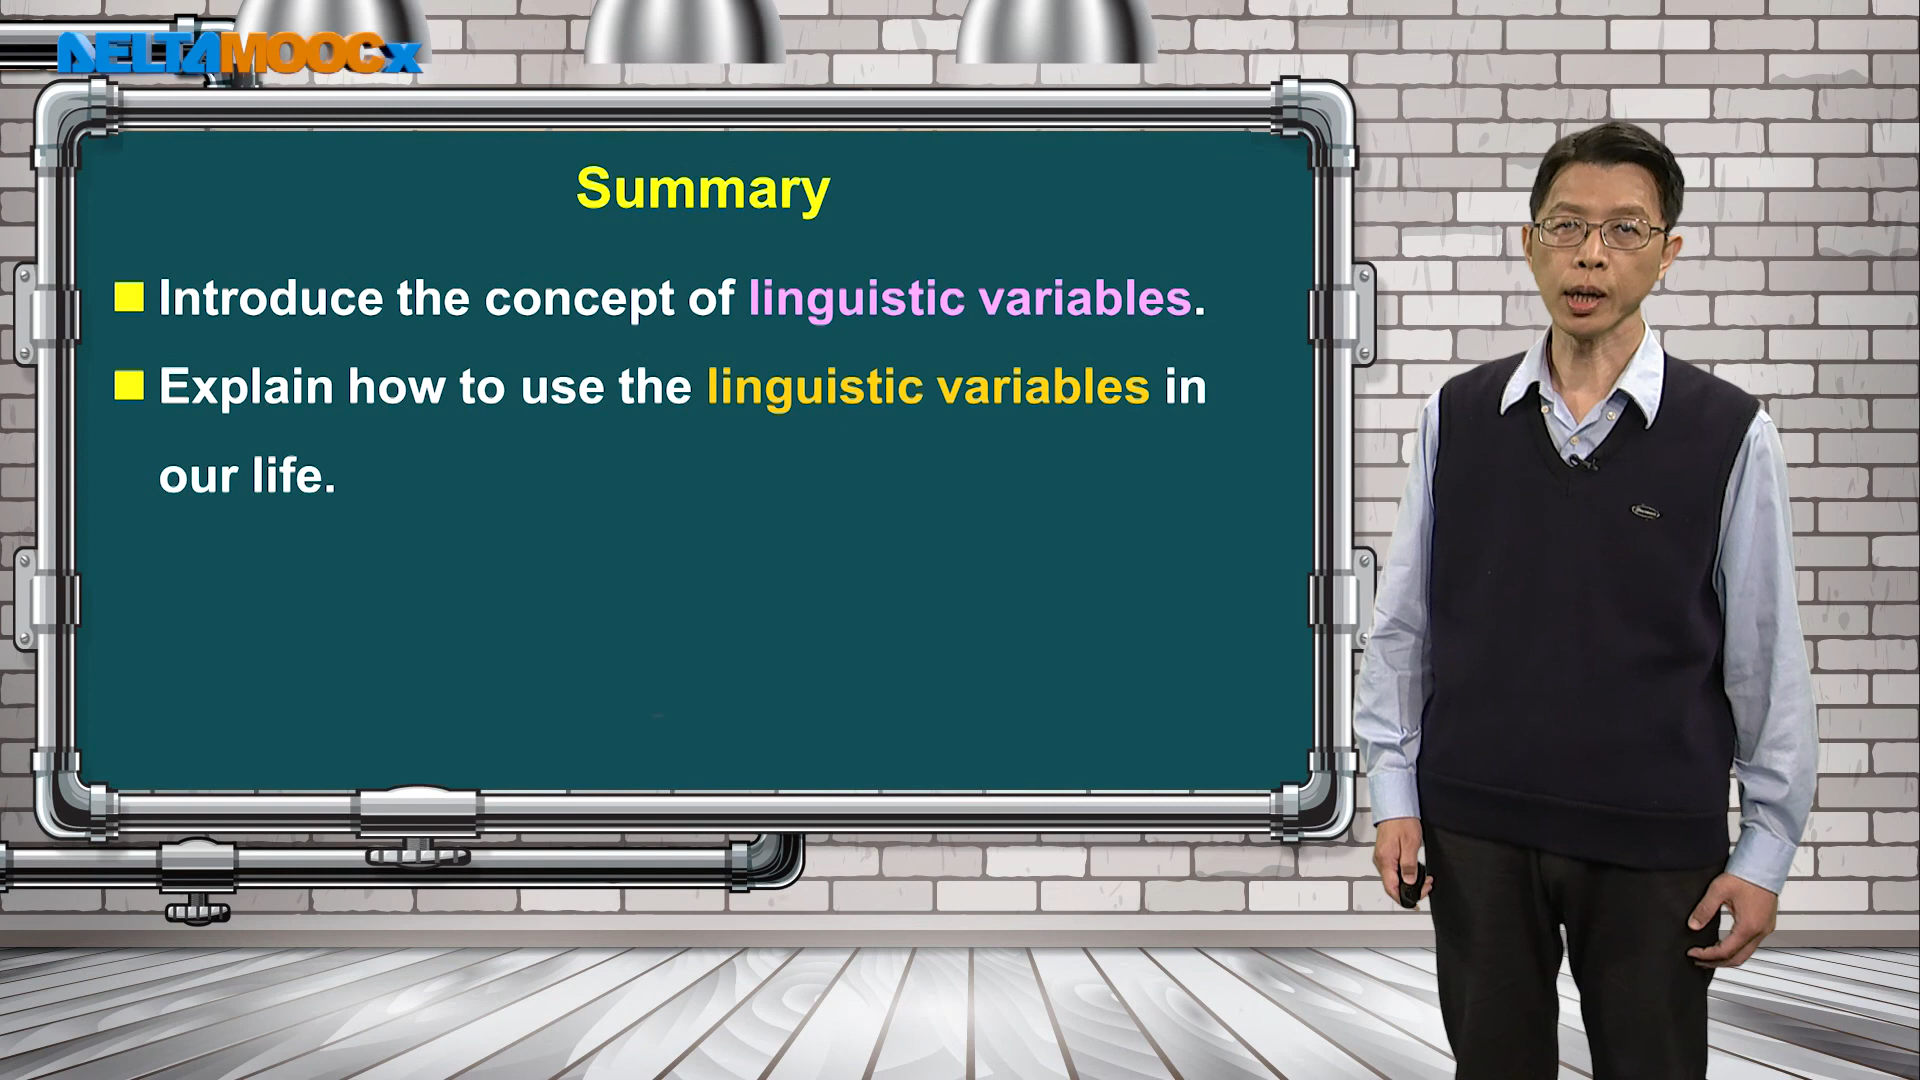 DELTAMOOCx
Summary
Introduce the concept of linguistic variables.
Explain how to use the linguistic variables in
our life.